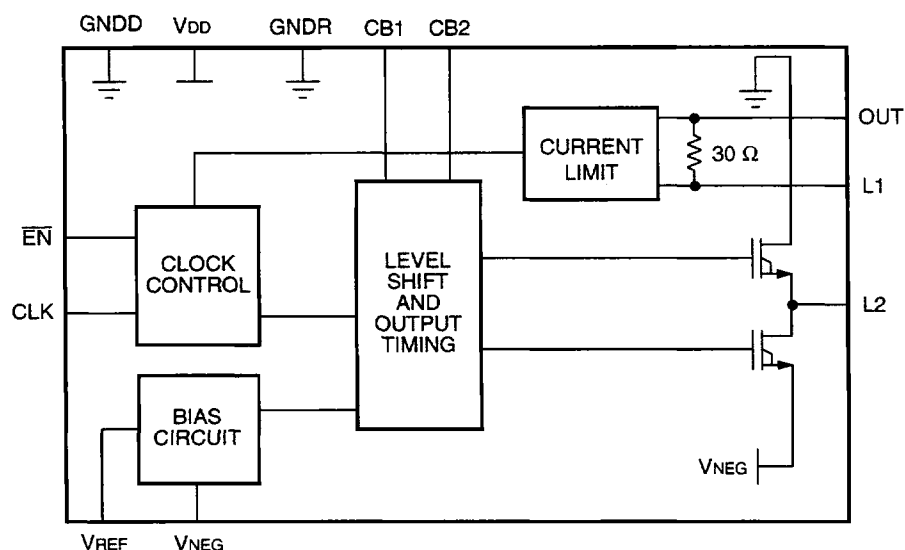 GNDD VDD GNDR CB1 CB2
OUT
CURRENT
LIMIT
30 Ω
L1
EN
CLOCK
CONTROL
LEVEL
SHIFT
AND
OUTPUT
TIMING
CLK
L2
BIAS
CIRCUIT
VNEG
VREF VNEG